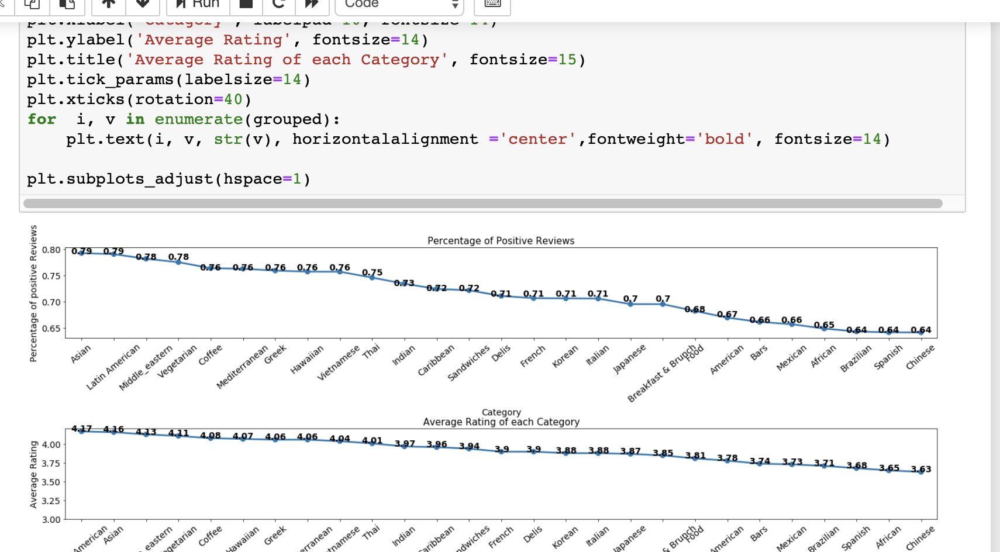 Run
Code
plt.xlabel('Catagory', labelpad=10, fontsize=14)
plt.ylabel('Average Rating', fontsize=14)
plt.title('Average Rating of each Category', fontsize=15)
plt.tick_params(labelsize=14)
plt.xticks(rotation=40)
for  i, v in enumerate(grouped):
    plt.text(i, v, str(v), horizontalalignment ='center',fontweight='bold', fontsize=14)
plt.subplots_adjust(hspace=1)
Percentage of Positive Reviews
Percentage of positive Reviews
0.80
0.75
0.70
0.65
0.79 0.79 0.78 0.78 0.76 0.76 0.76 0.76 0.76 0.75 0.73 0.72 0.72 0.71 0.71 0.71 0.71 0.7 0.7 0.68 0.67 0.66 0.66 0.65 0.64 0.64 0.64
Asian
Latin American
Middle_eastern
Vegetarian
Coffee
Mediterranean
Greek
Hawaiian
Vietnamese
Thai
Indian
Caribbean
Sandwiches
Delis
French
Korean
Italian
Japanese
Breakfast & Brunch
Food
American
Bars
Mexican
African
Brazilian
Spanish
Chinese
Category
Average Rating of each Category
Average Rating
4.00
3.75
3.50
3.25
3.00
4.17 4.16 4.13 4.11 4.08 4.07 4.06 4.06 4.04 4.01 3.97 3.96 3.94 3.9 3.9 3.88 3.88 3.87 3.85 3.81 3.78 3.74 3.73 3.71 3.68 3.65 3.63
American
Asian
_eastern
getarian
Coffee
Hawaiian
Greek
erranean
tnamese
Thai
Indian
aribbean
ndwiches
French
Delis
Korean
Italian
apanese
& Brunch
Food
American
Bars
Mexican
Brazilian
Spanish
African
Chinese